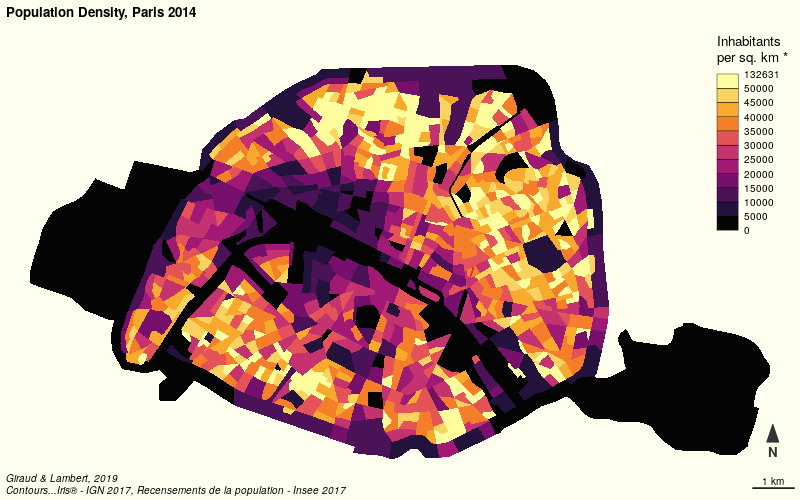 Population Density, Paris 2014
Inhabitants
per sq. km *
132631
50000
45000
40000
35000
30000
25000
20000
15000
10000
5000
0
N
1 km
Giraud & Lambert, 2019
Contours...Iris® - IGN 2017, Recensements de la population - Insee 2017